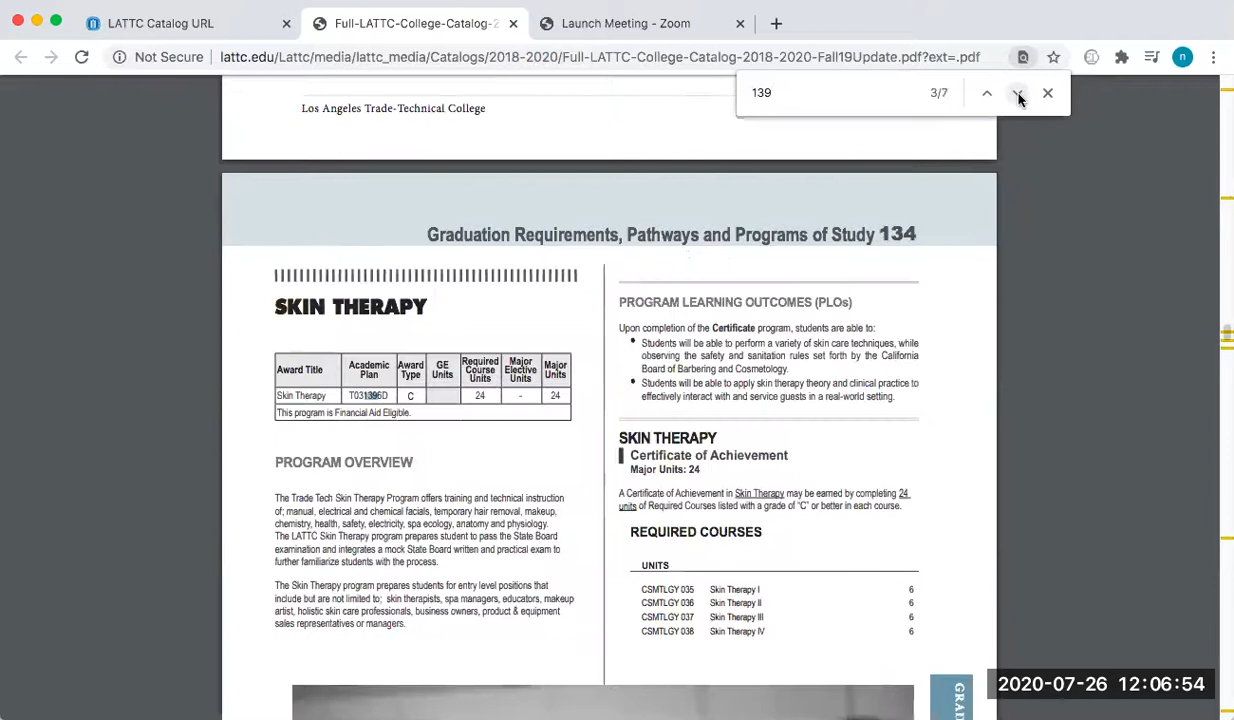 LATTC Catalog URL
Full-LATTC-College-Catalog-2
Launch Meeting - Zoom
Not Secure
lattc.edu/Lattc/media/lattc_media/Catalogs/2018-2020/Full-LATTC-College-Catalog-2018-2020-Fall19Update.pdf?ext=.pdf
n
139 3/7
Los Angeles Trade-Technical College
Graduation Requirements, Pathways and Programs of Study 134
SKIN THERAPY
Award Title Academic Plan Award Type GE Units Required Course Units Major Elective Units Major Units
Skin Therapy T031396D C 24 - 24
This program is Financial Aid Eligible.
PROGRAM OVERVIEW
The Trade Tech Skin Therapy Program offers training and technical instruction
of; manual, electrical and chemical facials, temporary hair removal, makeup,
chemistry, health, safety, electricity, spa ecology, anatomy and physiology.
The LATTC Skin Therapy program prepares student to pass the State Board
examination and integrates a mock State Board written and practical exam to
further familiarize students with the process.
The Skin Therapy program prepares students for entry level positions that
include but are not limited to; skin therapists, spa managers, educators, makeup
artist, holistic skin care professionals, business owners, product & equipment
sales representatives or managers.
PROGRAM LEARNING OUTCOMES (PLOs)
Upon completion of the Certificate program, students are able to:
• Students will be able to perform a variety of skin care techniques, while
observing the safety and sanitation rules set forth by the California
Board of Barbering and Cosmetology.
• Students will be able to apply skin therapy theory and clinical practice to
effectively interact with and service guests in a real-world setting.
SKIN THERAPY
Certificate of Achievement
Major Units: 24
A Certificate of Achievement in Skin Therapy may be earned by completing 24
units of Required Courses listed with a grade of “C” or better in each course.
REQUIRED COURSES
UNITS
CSMTLGY 035 Skin Therapy I 6
CSMTLGY 036 Skin Therapy II 6
CSMTLGY 037 Skin Therapy III 6
CSMTLGY 038 Skin Therapy IV 6
GRAD
2020-07-26 12:06:54